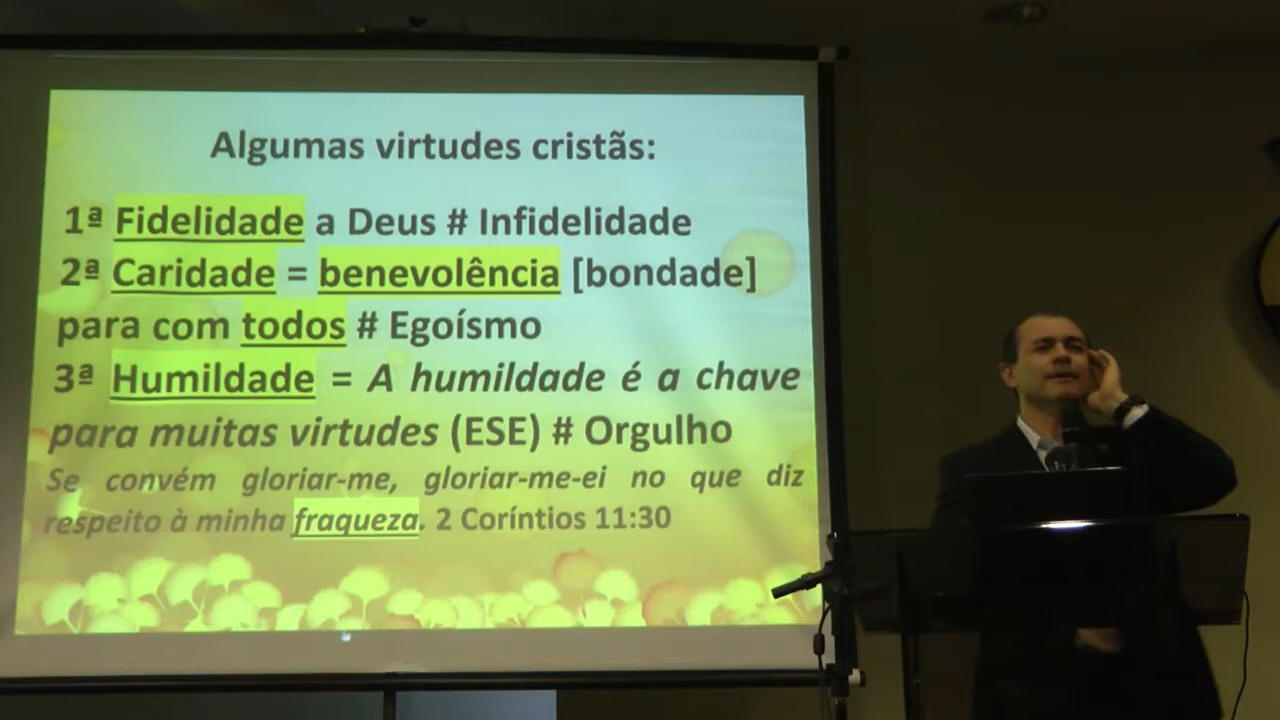 Algumas virtudes cristãs:
1ª Fidelidade a Deus # Infidelidade
2ª Caridade = benevolência [bondade]
para com todos # Egoísmo
3ª Humildade = A humildade é a chave
para muitas virtudes (ESE) # Orgulho
Se convém gloriar-me, gloriar-me-ei no que diz
respeito à minha fraqueza. 2 Coríntios 11:30